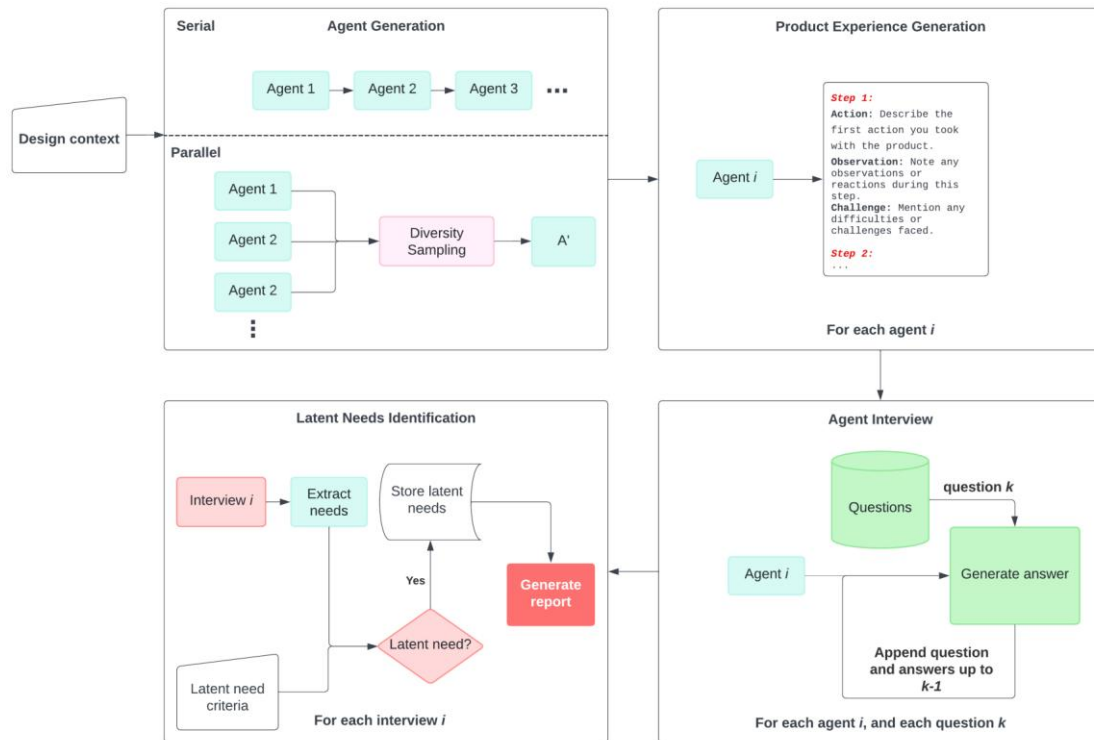 Serial
Agent Generation
Agent 1
Agent 2
Agent 3
...
Design context
Parallel
Agent 1
Agent 2
Agent 2
Diversity
Sampling
A'
Product Experience Generation
Agent i
Step 1:
Action: Describe the
first action you took
with the product.
Observation: Note any
observations or
reactions during this
step.
Challenge: Mention any
difficulties or
challenges faced.
Step 2:
...
For each agent i
Latent Needs Identification
Interview i
Extract
needs
Store latent
needs
Yes
Generate
report
Latent need?
Latent need
criteria
For each interview i
Agent Interview
Questions
question k
Agent i
Generate answer
Append question
and answers up to
k-1
For each agent i, and each question k